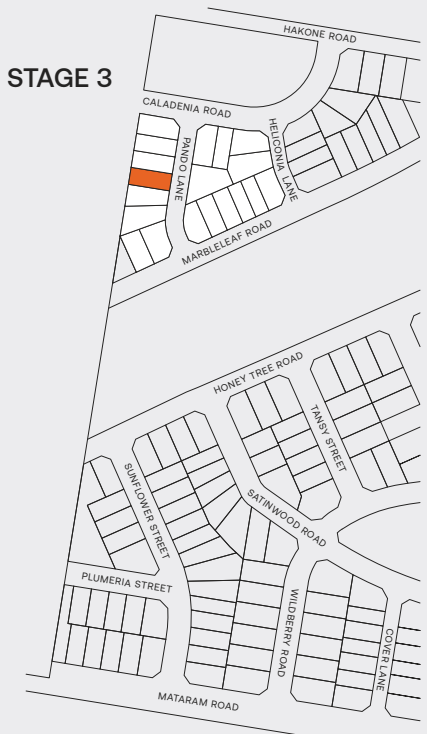 HAKONE ROAD
STAGE 3
CALADENIA ROAD
PANDO LANE
HELICONIA LANE
MARBLELEAF ROAD
HONEY TREE ROAD
TANSY STREET
SUNFLOWER STREET
SATINWOOD ROAD
PLUMERIA STREET
WILDBERRY ROAD
COVER LANE
MATARAM ROAD